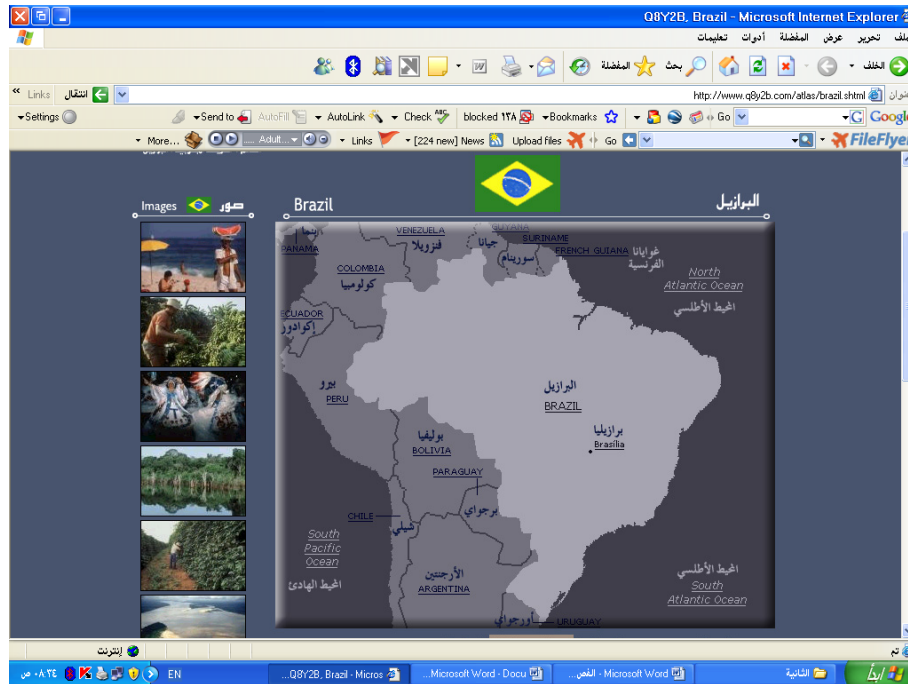 Q8Y2B, Brazil - Microsoft Internet Explorer
ملف تحرير عرض المفضلة أدوات تعليمات
الخلف بحث المفضلة
http://www.q8y2b.com/atlas/brazil.shtml
انتقال Links »
Google
Go Bookmarks 138 blocked Check AutoLink AutoFill Send to Settings
FileFlyer
Go Upload files [224 new] News Links Adult... More...
البرازيل
Brazil
صور Images
بنما
PANAMA
VENEZUELA
فنزويلا
GUYANA
جيانا
SURINAME
سورينام
FRENCH GUIANA
غوايانا
الفرنسية
North
Atlantic Ocean
المحيط الأطلسي
COLOMBIA
كولومبيا
ECUADOR
إكوادور
بيرو
PERU
البرازيل
BRAZIL
برازيليا
Brasília
بوليفيا
BOLIVIA
PARAGUAY
برجواي
CHILE
شيلي
South
Pacific
Ocean
المحيط الهادئ
الأرجنتين
ARGENTINA
المحيط الأطلسي
South
Atlantic Ocean
أورجواي
URUGUAY
تم
إنترنت
ابدأ
الثانية
Microsoft Word - الفص...
Microsoft Word - Docu...
Q8Y2B, Brazil - Micros...
EN
٠٨:٣٤ ص